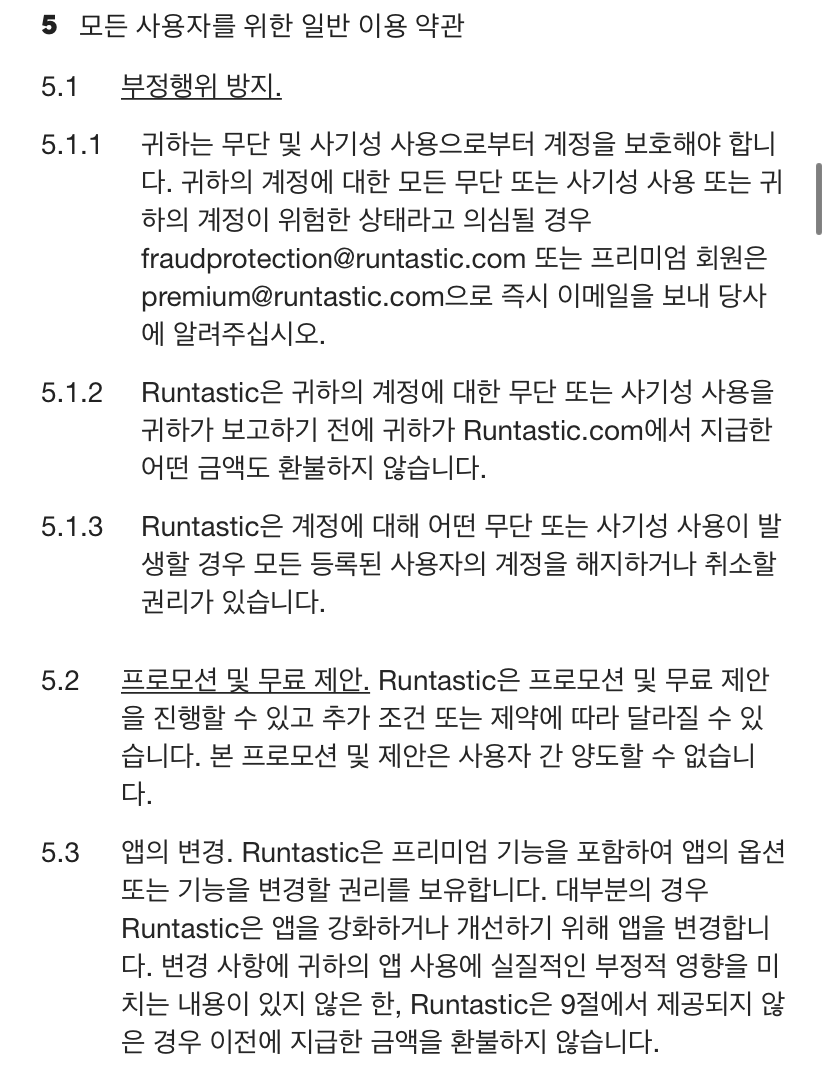 5 모든 사용자를 위한 일반 이용 약관
5.1 부정행위 방지.
5.1.1 귀하는 무단 및 사기성 사용으로부터 계정을 보호해야 합니
다. 귀하의 계정에 대한 모든 무단 또는 사기성 사용 또는 귀
하의 계정이 위험한 상태라고 의심될 경우
fraudprotection@runtastic.com 또는 프리미엄 회원은
premium@runtastic.com으로 즉시 이메일을 보내 당사
에 알려주십시오.
5.1.2 Runtastic은 귀하의 계정에 대한 무단 또는 사기성 사용을
귀하가 보고하기 전에 귀하가 Runtastic.com에서 지급한
어떤 금액도 환불하지 않습니다.
5.1.3 Runtastic은 계정에 대해 어떤 무단 또는 사기성 사용이 발
생할 경우 모든 등록된 사용자의 계정을 해지하거나 취소할
권리가 있습니다.
5.2 프로모션 및 무료 제안. Runtastic은 프로모션 및 무료 제안
을 진행할 수 있고 추가 조건 또는 제약에 따라 달라질 수 있
습니다. 본 프로모션 및 제안은 사용자 간 양도할 수 없습니
다.
5.3 앱의 변경. Runtastic은 프리미엄 기능을 포함하여 앱의 옵션
또는 기능을 변경할 권리를 보유합니다. 대부분의 경우
Runtastic은 앱을 강화하거나 개선하기 위해 앱을 변경합니
다. 변경 사항에 귀하의 앱 사용에 실질적인 부정적 영향을 미
치는 내용이 있지 않은 한, Runtastic은 9절에서 제공되지 않
은 경우 이전에 지급한 금액을 환불하지 않습니다.